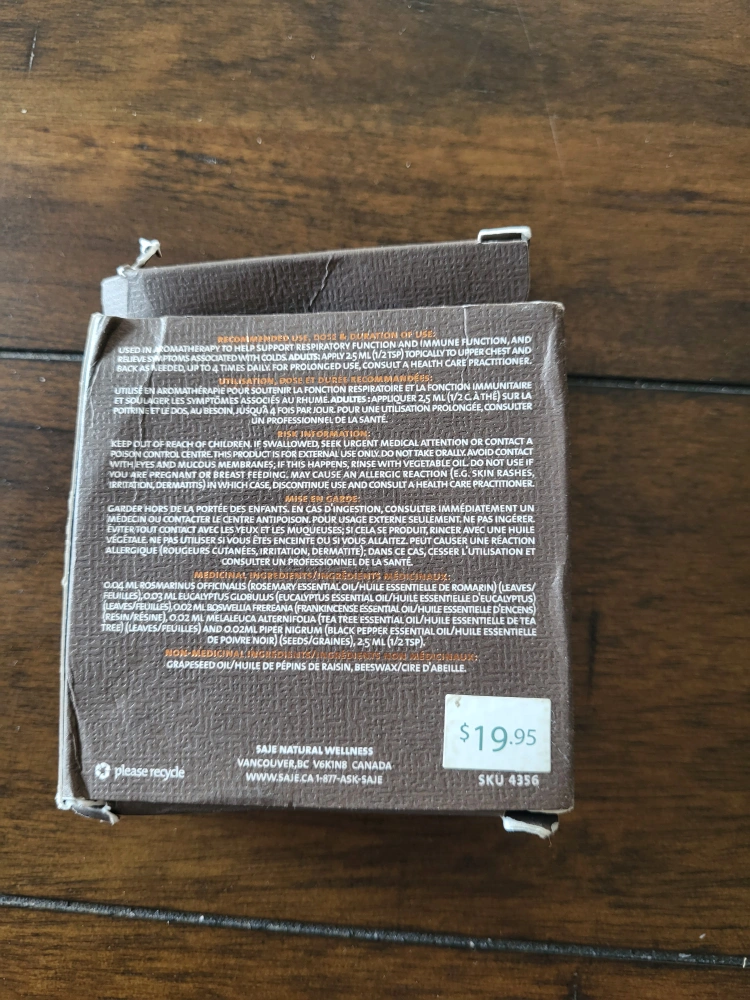 RECOMMENDED USE, DOSE & DURATION OF USE:
USED IN AROMATHERAPY TO HELP SUPPORT RESPIRATORY FUNCTION AND IMMUNE FUNCTION, AND
RELIEVE SYMPTOMS ASSOCIATED WITH COLDS. ADULTS: APPLY 2.5 ML (1/2 TSP) TOPICALLY TO UPPER CHEST AND
BACK AS NEEDED, UP TO 4 TIMES DAILY. FOR PROLONGED USE, CONSULT A HEALTH CARE PRACTITIONER.
UTILISATION, DOSE ET DURÉE RECOMMANDÉES:
UTILISÉ EN AROMATHÉRAPIE POUR SOUTENIR LA FONCTION RESPIRATOIRE ET LA FONCTION IMMUNITAIRE
ET SOULAGER LES SYMPTÔMES ASSOCIÉS AU RHUME. ADULTES : APPLIQUER 2,5 ML (1/2 C. À THÉ) SUR LA
POITRINE ET LE DOS, AU BESOIN, JUSQU'À 4 FOIS PAR JOUR. POUR UNE UTILISATION PROLONGÉE, CONSULTER
UN PROFESSIONNEL DE LA SANTÉ.
RISK INFORMATION:
KEEP OUT OF REACH OF CHILDREN. IF SWALLOWED, SEEK URGENT MEDICAL ATTENTION OR CONTACT A
POISON CONTROL CENTRE. THIS PRODUCT IS FOR EXTERNAL USE ONLY. DO NOT TAKE ORALLY. AVOID CONTACT
WITH EYES AND MUCOUS MEMBRANES; IF THIS HAPPENS, RINSE WITH VEGETABLE OIL. DO NOT USE IF
YOU ARE PREGNANT OR BREAST FEEDING. MAY CAUSE AN ALLERGIC REACTION (E.G. SKIN RASHES,
IRRITATION, DERMATITIS) IN WHICH CASE, DISCONTINUE USE AND CONSULT A HEALTH CARE PRACTITIONER.
MISE EN GARDE:
GARDER HORS DE LA PORTÉE DES ENFANTS. EN CAS D'INGESTION, CONSULTER IMMÉDIATEMENT UN
MÉDECIN OU CONTACTER LE CENTRE ANTIPOISON. POUR USAGE EXTERNE SEULEMENT. NE PAS INGÉRER.
ÉVITER TOUT CONTACT AVEC LES YEUX ET LES MUQUEUSES; SI CELA SE PRODUIT, RINCER AVEC UNE HUILE
VÉGÉTALE. NE PAS UTILISER SI VOUS ÊTES ENCEINTE OU SI VOUS ALLAITEZ. PEUT CAUSER UNE RÉACTION
ALLERGIQUE (ROUGEURS CUTANÉES, IRRITATION, DERMATITE); DANS CE CAS, CESSER L'UTILISATION ET
CONSULTER UN PROFESSIONNEL DE LA SANTÉ.
MEDICINAL INGREDIENTS/INGRÉDIENTS MÉDICINAUX:
0.04 ML ROSMARINUS OFFICINALIS (ROSEMARY ESSENTIAL OIL/HUILE ESSENTIELLE DE ROMARIN) (LEAVES/
FEUILLES), 0.03 ML EUCALYPTUS GLOBULUS (EUCALYPTUS ESSENTIAL OIL/HUILE ESSENTIELLE D'EUCALYPTUS)
(LEAVES/FEUILLES), 0.02 ML BOSWELLIA FREREANA (FRANKINCENSE ESSENTIAL OIL/HUILE ESSENTIELLE D'ENCENS)
(RESIN/RÉSINE), 0.02 ML MELALEUCA ALTERNIFOLIA (TEA TREE ESSENTIAL OIL/HUILE ESSENTIELLE DE TEA
TREE) (LEAVES/FEUILLES) AND 0.02ML PIPER NIGRUM (BLACK PEPPER ESSENTIAL OIL/HUILE ESSENTIELLE
DE POIVRE NOIR) (SEEDS/GRAINES), 2,5 ML (1/2 TSP).
NON-MEDICINAL INGREDIENTS/INGRÉDIENTS NON MÉDICINAUX:
GRAPESEED OIL/HUILE DE PÉPINS DE RAISIN, BEESWAX/CIRE D'ABEILLE.
$19.95
SAJE NATURAL WELLNESS
VANCOUVER, BC V6K1N8 CANADA
WWW.SAJE.CA 1-877-ASK-SAJE
please recycle
SKU 4356